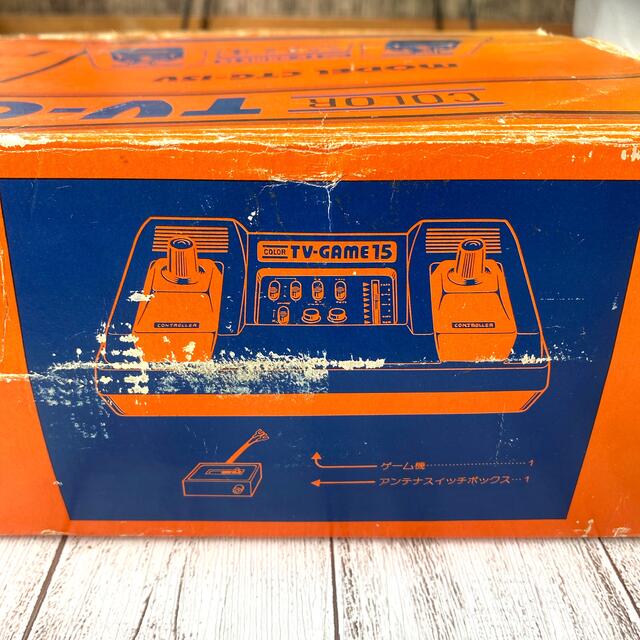 MODEL CTG-15V
COLOR TV-G
COLOR TV-GAME 15
CONTROLLER
CONTROLLER
ゲーム機……………………1
アンテナスイッチボックス…1